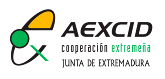 AEXCID
cooperación extremeña
JUNTA DE EXTREMADURA